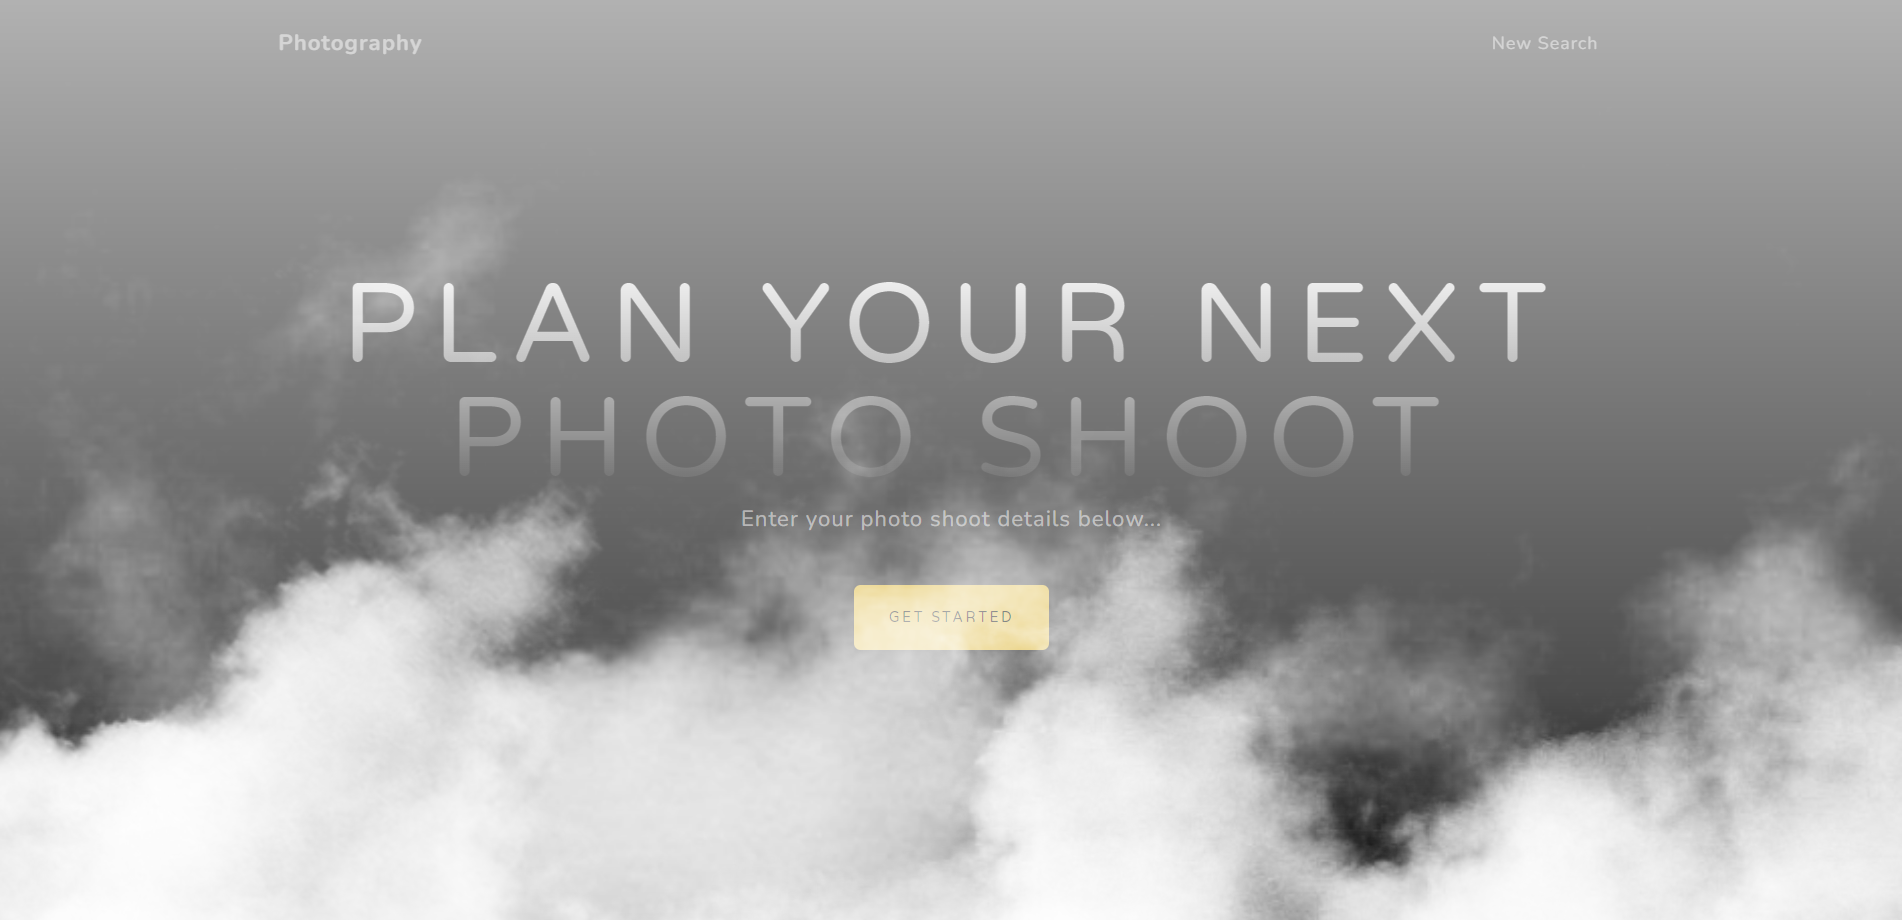 Photography
New Search
PLAN YOUR NEXT
PHOTO SHOOT
Enter your photo shoot details below...
GET STARTED